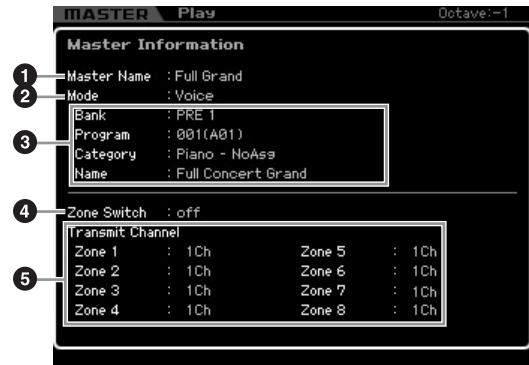 MASTER Play Octave:-1
Master Information
1 Master Name : Full Grand
2 Mode : Voice
Bank : PRE 1
Program : 001(A01)
3 Category : Piano - NoAsg
Name : Full Concert Grand
4 Zone Switch : off
Transmit Channel
Zone 1 : 1Ch Zone 5 : 1Ch
5 Zone 2 : 1Ch Zone 6 : 1Ch
Zone 3 : 1Ch Zone 7 : 1Ch
Zone 4 : 1Ch Zone 8 : 1Ch